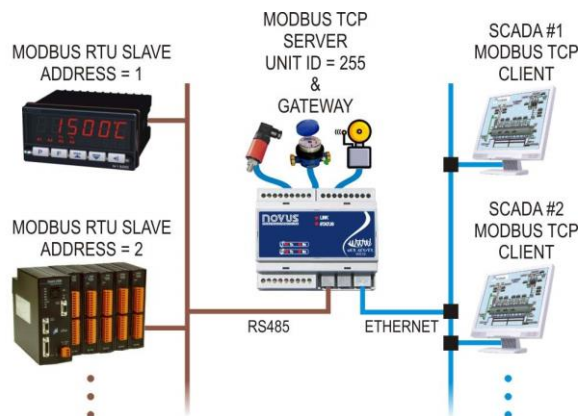 MODBUS RTU SLAVE
ADDRESS = 1
1500C
MODBUS TCP
SERVER
UNIT ID = 255
&
GATEWAY
SCADA #1
MODBUS TCP
CLIENT
MODBUS RTU SLAVE
ADDRESS = 2
NOVUS
SCADA #2
MODBUS TCP
CLIENT
RS485
ETHERNET